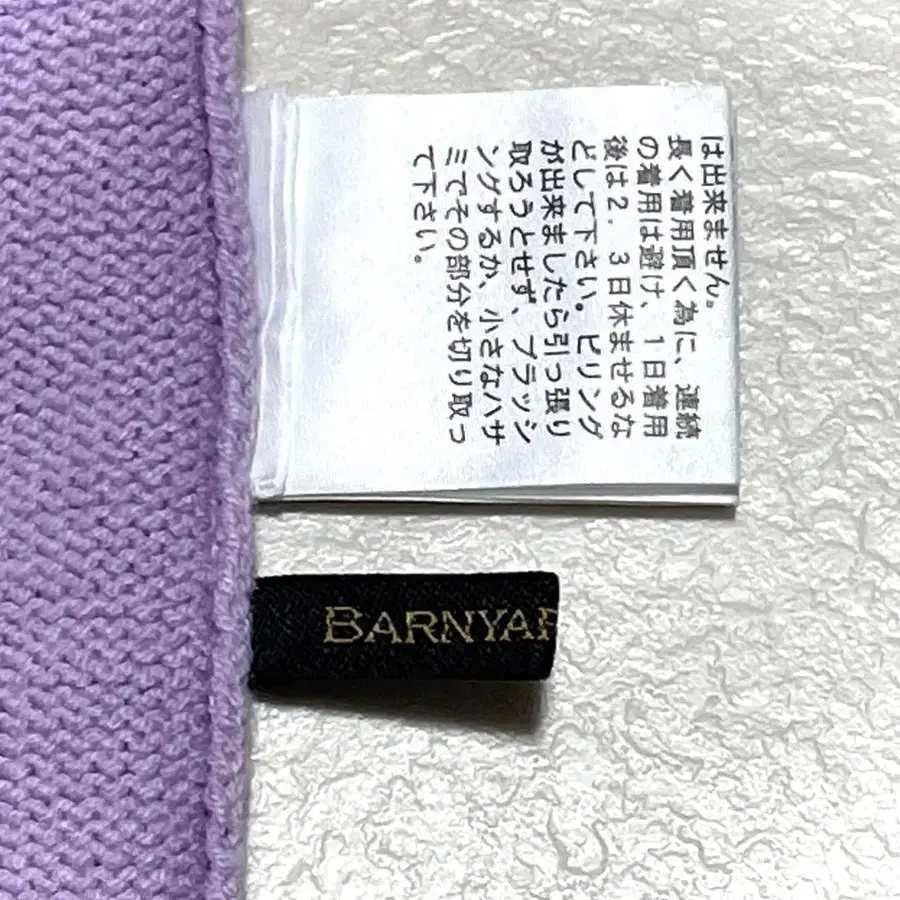 は出来ません。
長く着用頂く為に、連続
の着用は避け、1日着用
後は2.3日休ませるな
どして下さい。ピリング
が出来ましたら引っ張り
取ろうとせず、ブラッシ
ングするか、小さなハサ
ミでその部分を切り取っ
て下さい。
BARNYAR